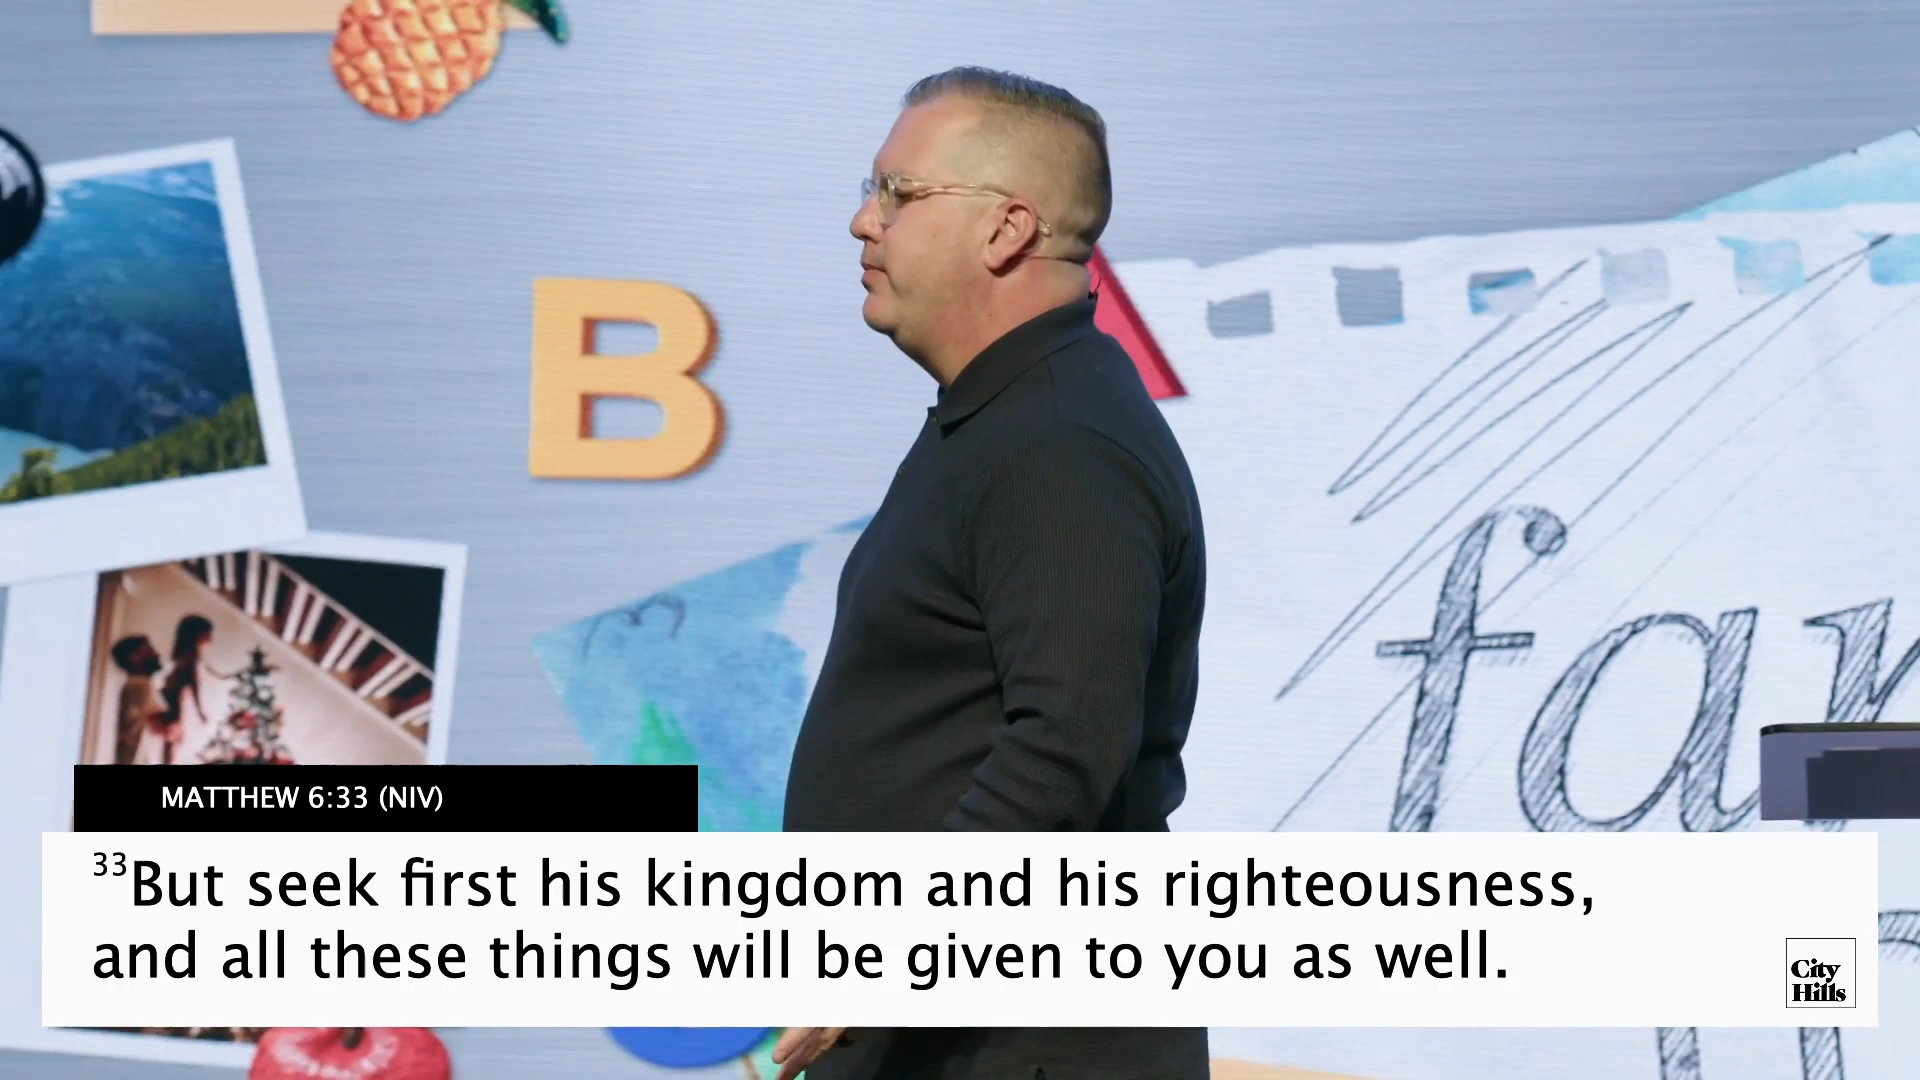 B
MATTHEW 6:33 (NIV)
33But seek first his kingdom and his righteousness,
and all these things will be given to you as well.
City
Hills